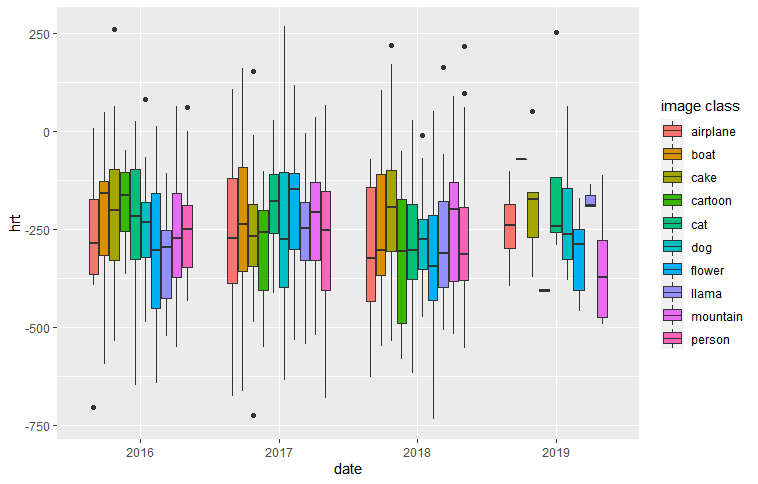 250
0
-250
-500
-750
hrt
2016
2017
2018
2019
date
image class
airplane
boat
cake
cartoon
cat
dog
flower
llama
mountain
person